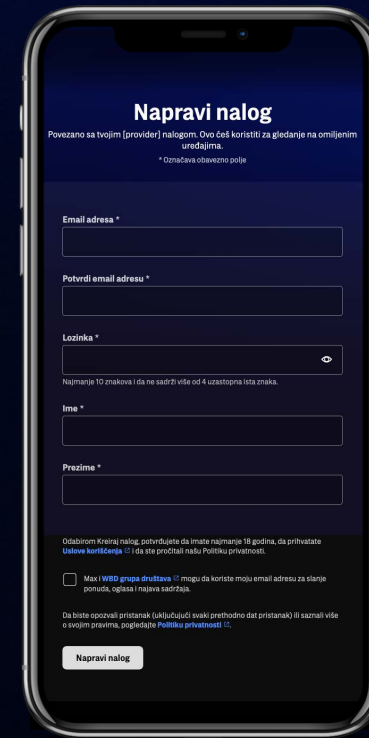 Napravi nalog
Povezano sa tvojim [provider] nalogom. Ovo ćeš koristiti za gledanje na omiljenim
uređajima.
* Označava obavezno polje
Email adresa *
Potvrdi email adresu *
Lozinka *
Najmanje 10 znakova i da ne sadrži više od 4 uzastopna ista znaka.
Ime *
Prezime *
Odabirom Kreiraj nalog, potvrđujete da imate najmanje 18 godina, da prihvatate
Uslove korišćenja i da ste pročitali našu Politiku privatnosti.
Max i WBD grupa društava mogu da koriste moju email adresu za slanje
ponuda, oglasa i najava sadržaja.
Da biste opozvali pristanak (uključujući svaki prethodno dat pristanak) ili saznali više
o svojim pravima, pogledajte Politiku privatnosti.
Napravi nalog